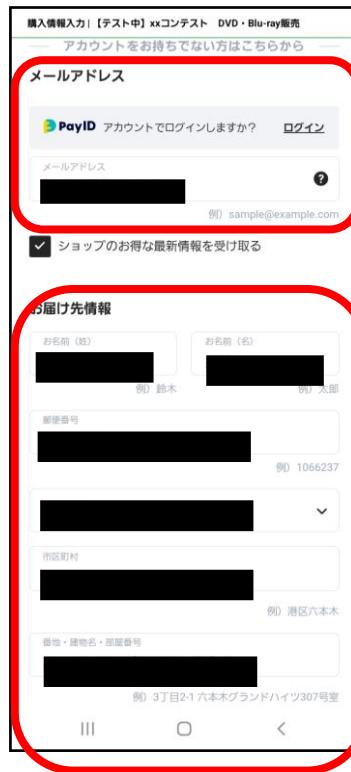 購入情報入力 | 【テスト中】xxコンテスト DVD・Blu-ray販売
アカウントをお持ちでない方はこちらから
メールアドレス
PayID アカウントでログインしますか? ログイン
メールアドレス
?
例) sample@example.com
ショップのお得な最新情報を受け取る
お届け先情報
お名前(姓) お名前(名)
例) 鈴木 例) 太郎
郵便番号
例) 1066237
市区町村
例) 港区六本木
番地・建物名・部屋番号
例) 3丁目2-1 六本木グランドハイツ307号室